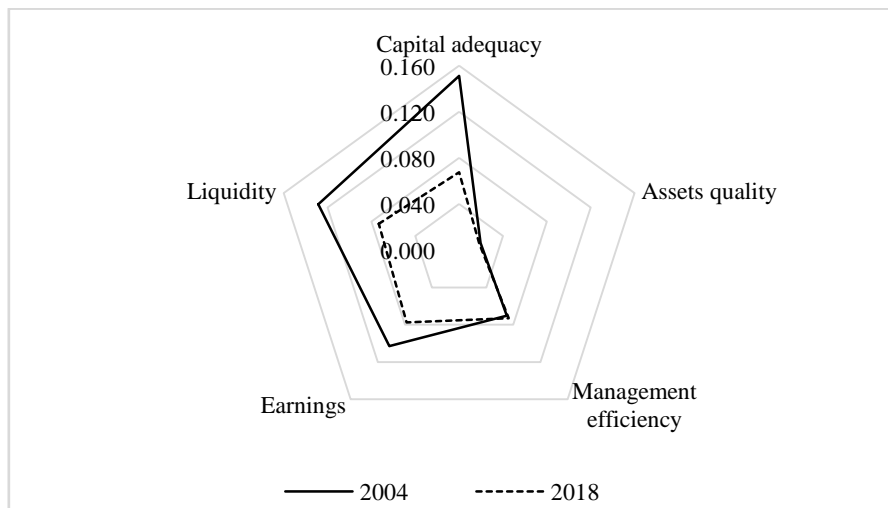 Capital adequacy
0.160
0.120
0.080
0.040
0.000
Liquidity
Assets quality
Earnings
Management
efficiency
2004
2018